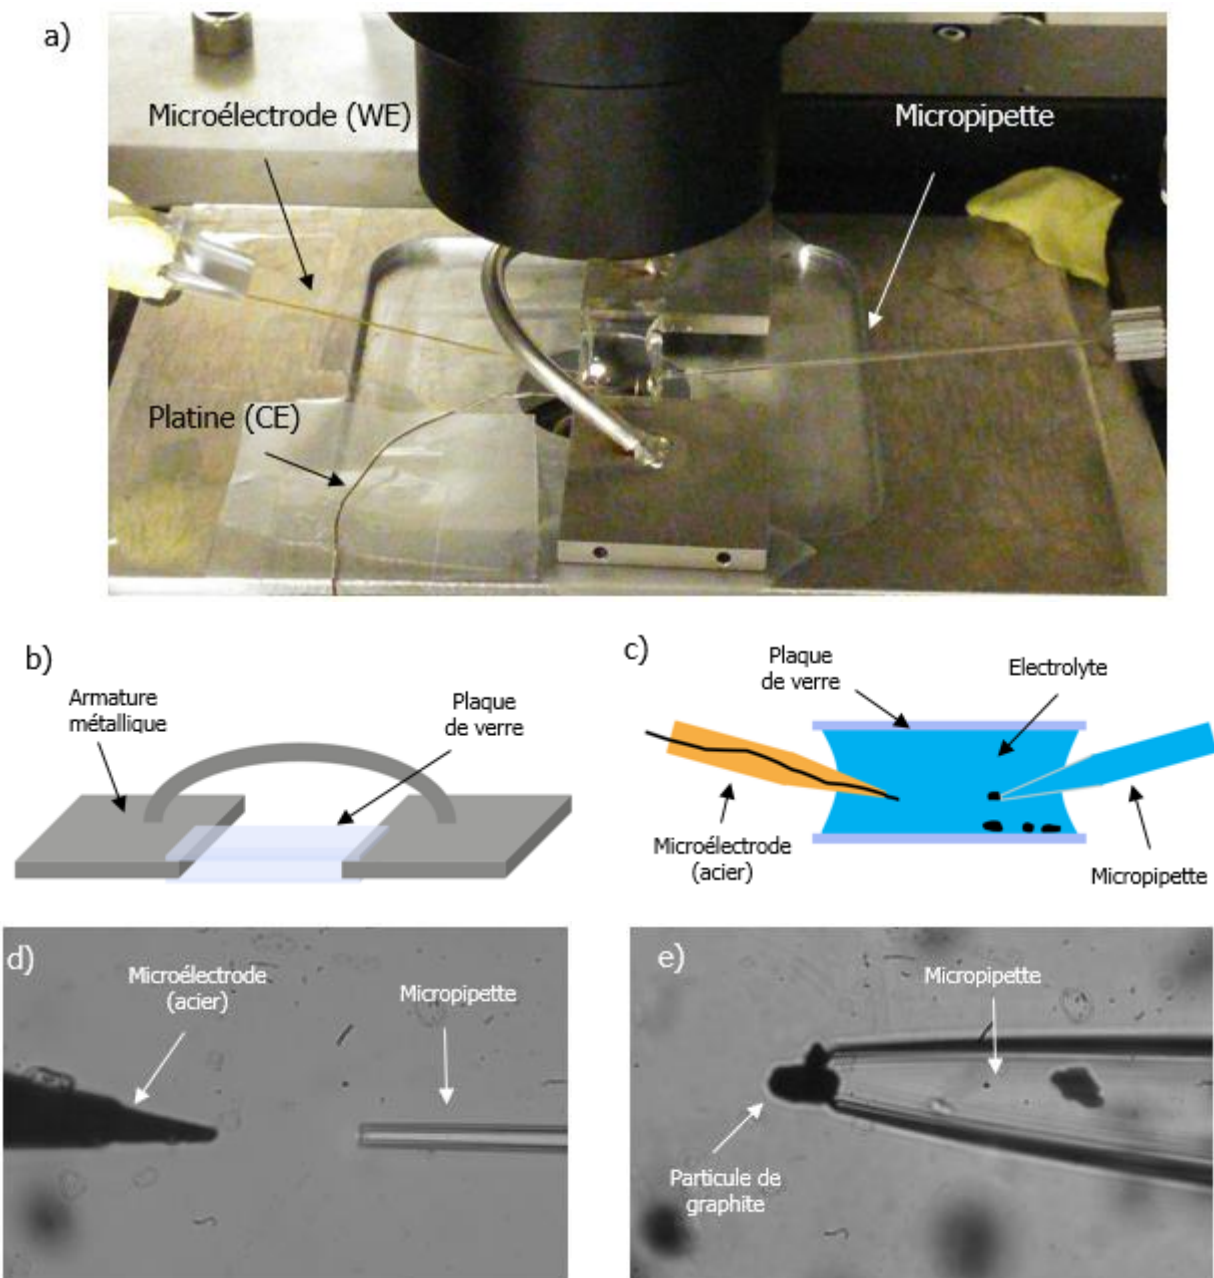 a)
Microélectrode (WE)
Micropipette
Platine (CE)
b)
Armature
métallique
Plaque
de verre
c)
Plaque
de verre
Electrolyte
Microélectrode
(acier)
Micropipette
d)
Microélectrode
(acier)
Micropipette
e)
Micropipette
Particule de
graphite